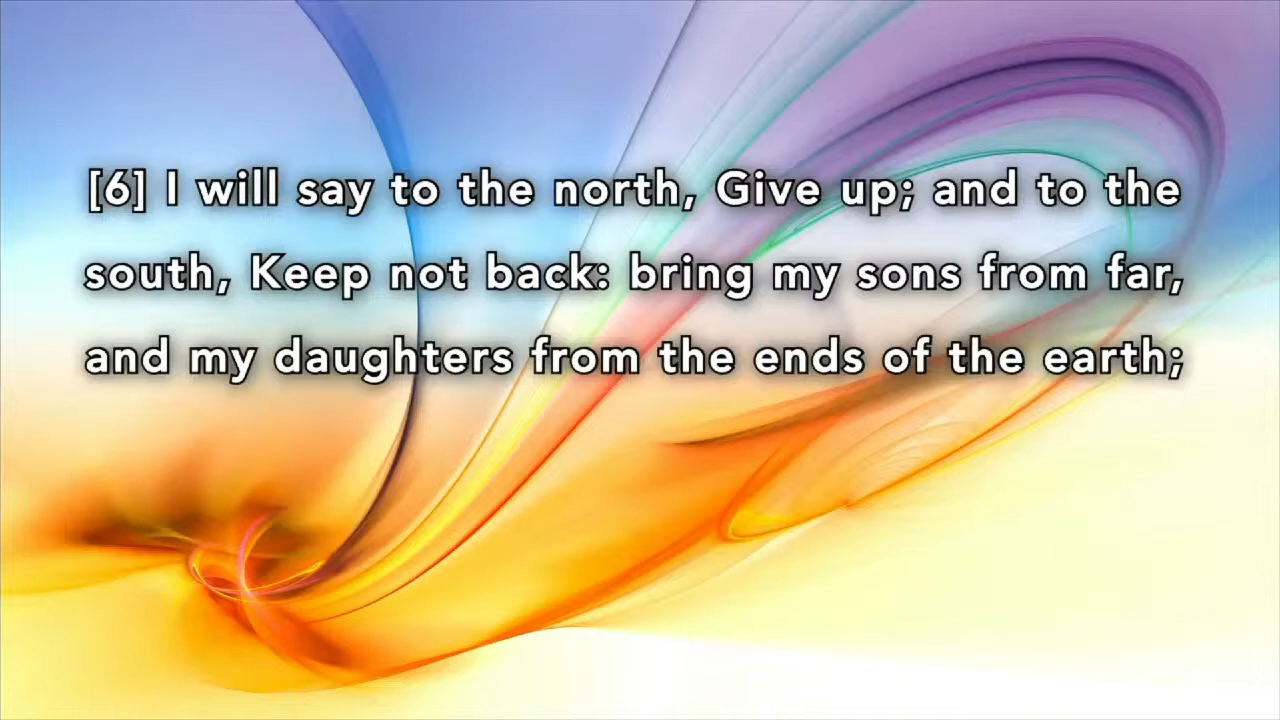 [6] I will say to the north, Give up; and to the
south, Keep not back: bring my sons from far,
and my daughters from the ends of the earth;